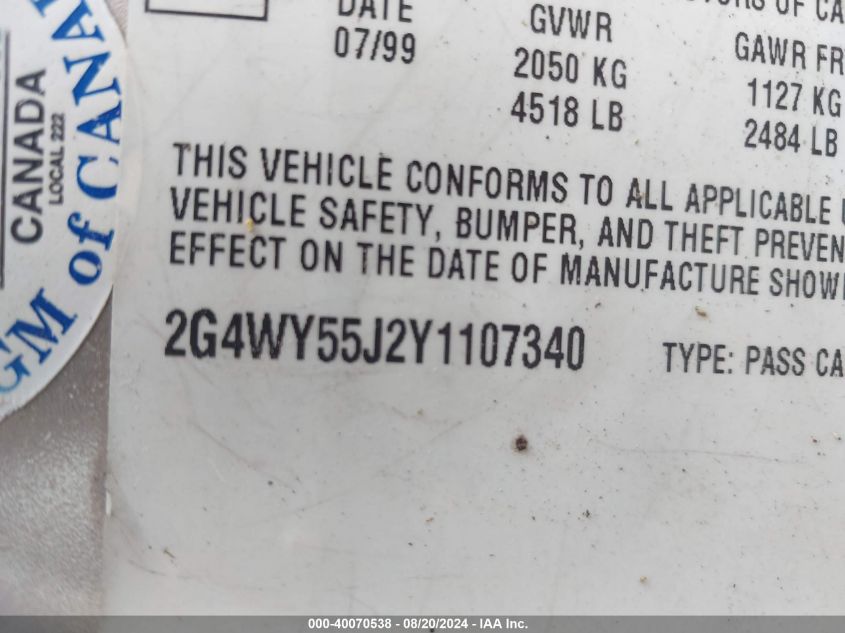 DATE
07/99
GVWR
2050 KG
4518 LB
OF CA
GAWR FR
1127 KG
2484 LB
THIS VEHICLE CONFORMS TO ALL APPLICABLE
VEHICLE SAFETY, BUMPER, AND THEFT PREVEN
EFFECT ON THE DATE OF MANUFACTURE SHOW
2G4WY55J2Y1107340
TYPE: PASS CA
CANADA
LOCAL 222
GM of CANA
000-40070538 - 08/20/2024 - IAA Inc.